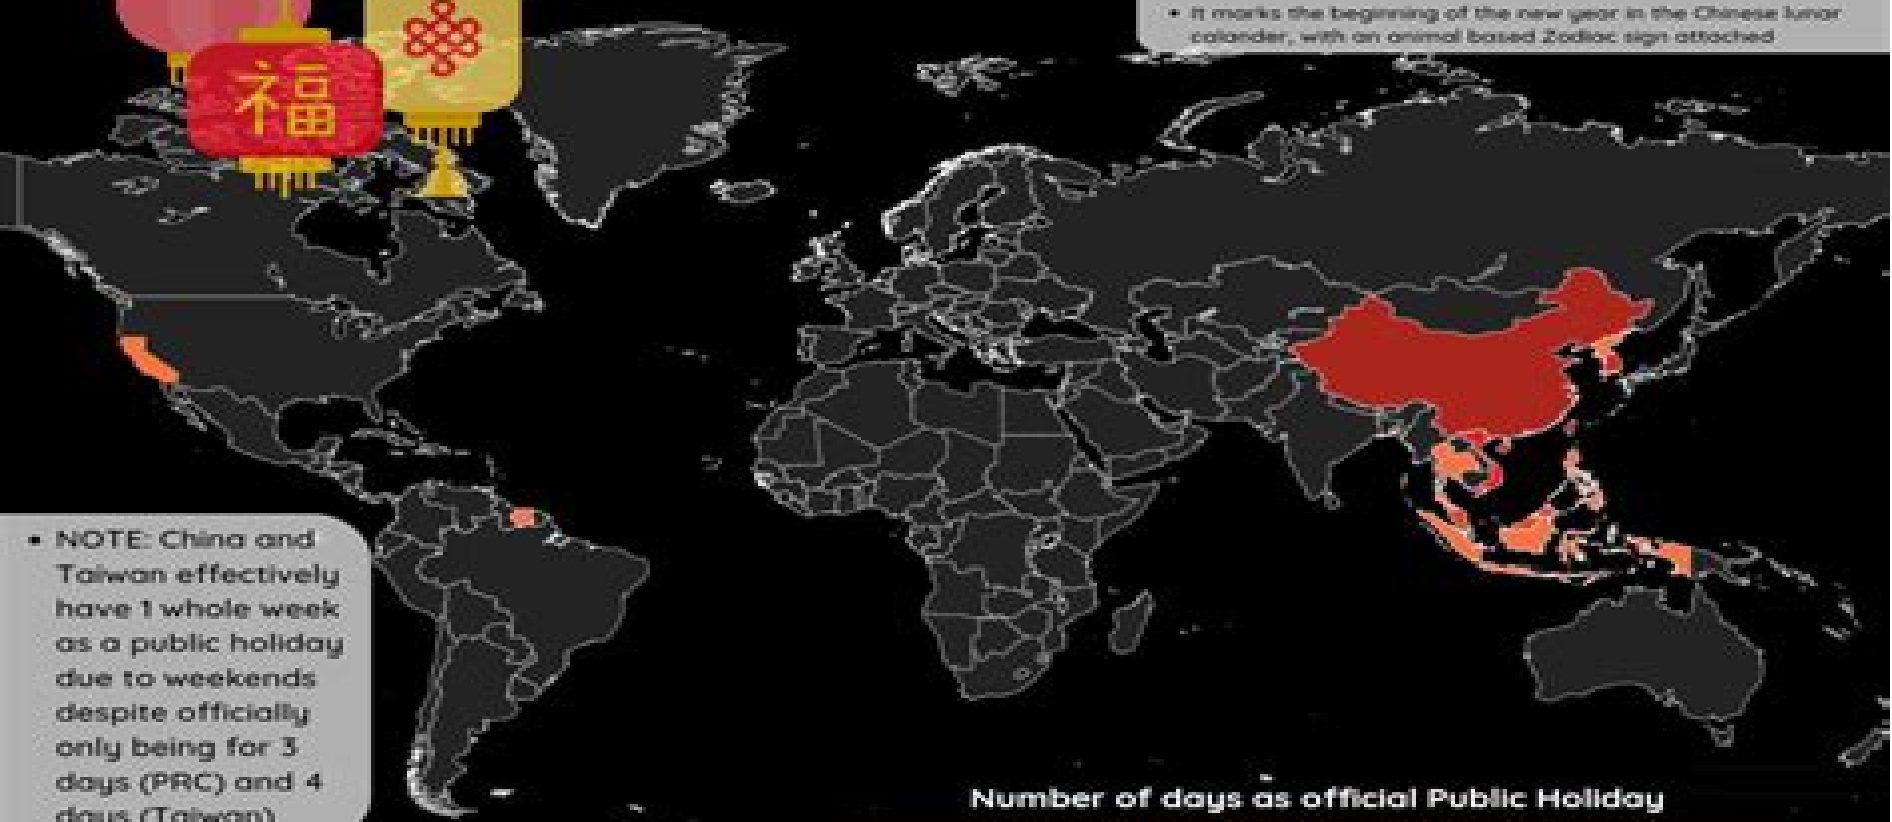 • It marks the beginning of the new year in the Chinese lunar
calander, with an animal based Zodiac sign attached
福
• NOTE: China and
Taiwan effectively
have 1 whole week
as a public holiday
due to weekends
despite officially
only being for 3
days (PRC) and 4
days (Taiwan)
Number of days as official Public Holiday